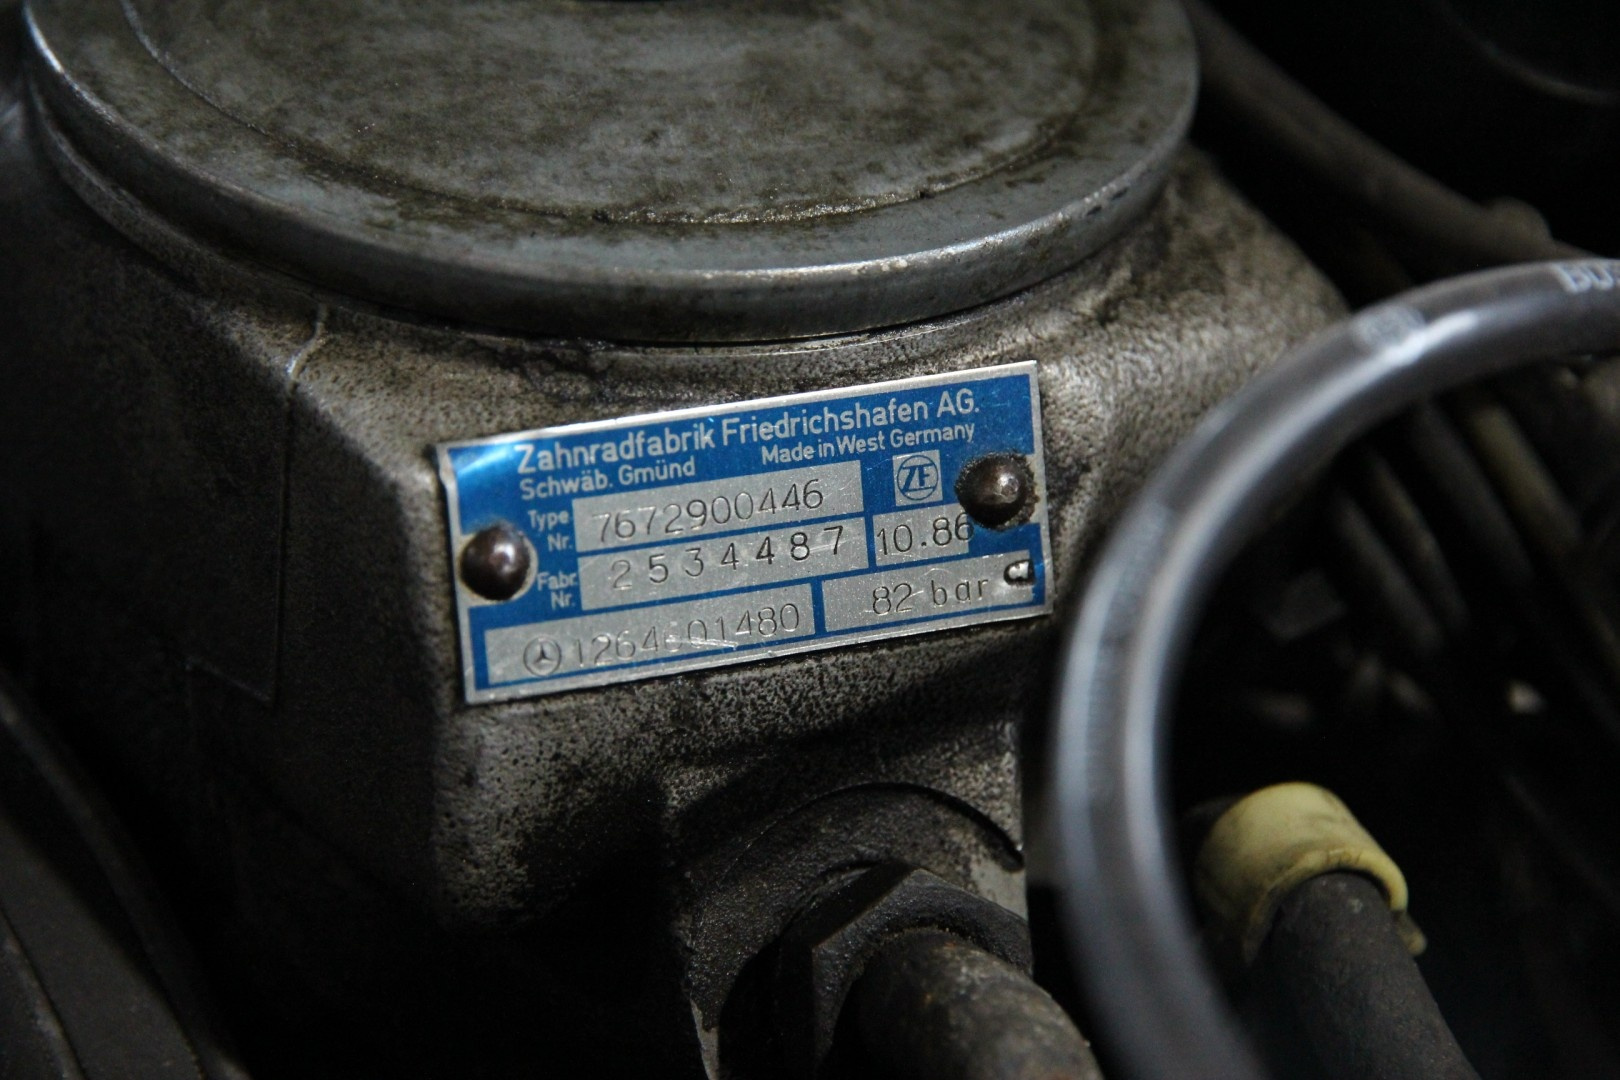 Zahnradfabrik Friedrichshafen AG.
Schwäb. Gmünd Made in West Germany
ZF
Type Nr. 7672900446
Fabr. Nr. 2534487 10.86
1264601480 82 bar